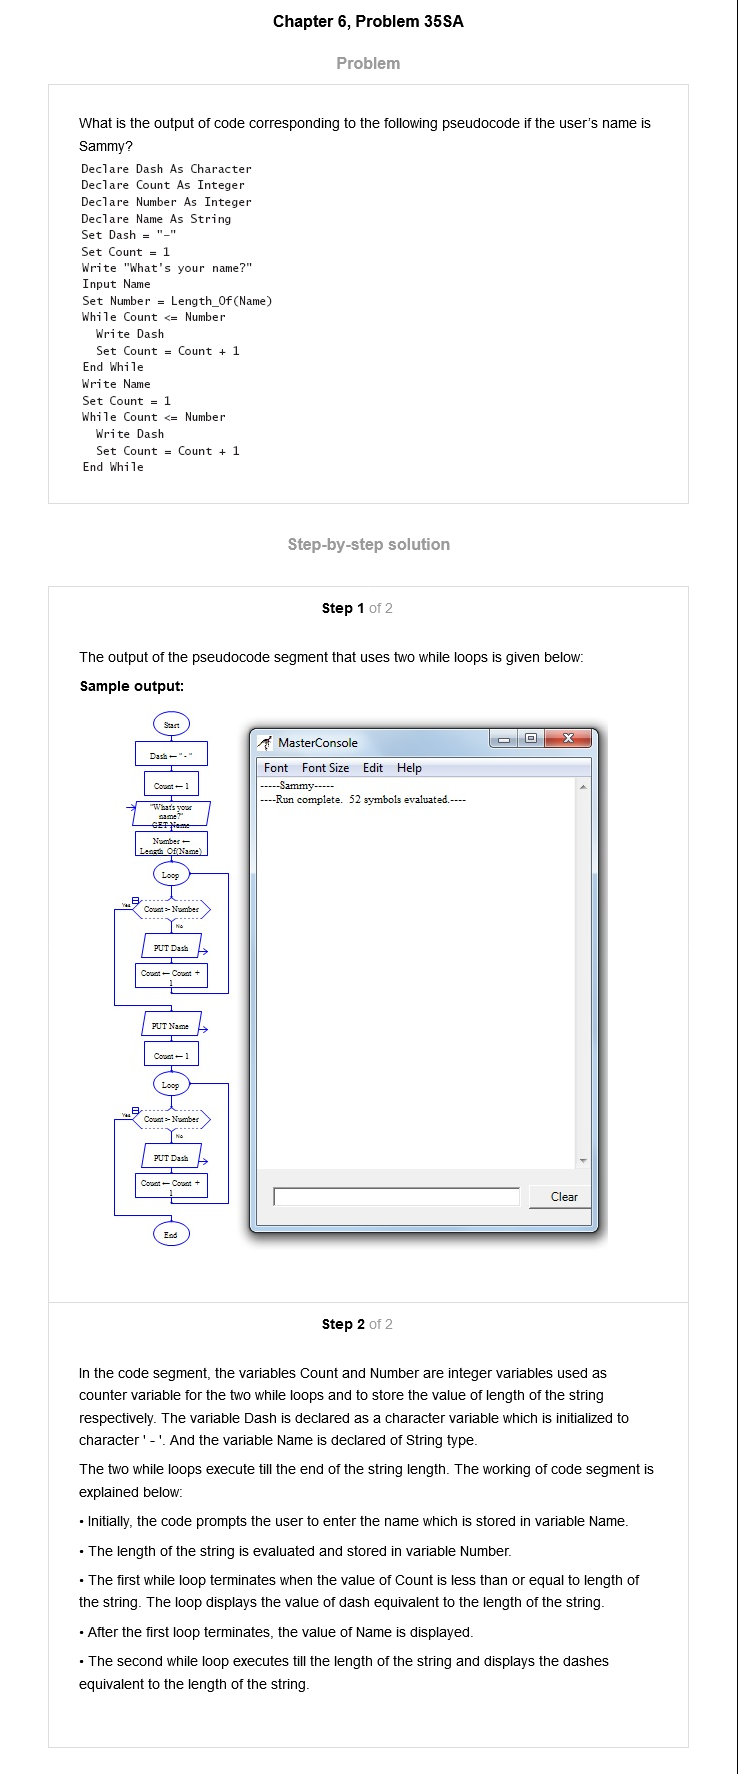 Chapter 6, Problem 35SA
Problem
What is the output of code corresponding to the following pseudocode if the user's name is
Sammy?
Declare Dash As Character
Declare Count As Integer
Declare Number As Integer
Declare Name As String
Set Dash = "-"
Set Count = 1
Write "What's your name?"
Input Name
Set Number = Length_Of(Name)
While Count <= Number
Write Dash
Set Count = Count + 1
End While
Write Name
Set Count = 1
While Count <= Number
Write Dash
Set Count = Count + 1
End While
Step-by-step solution
Step 1 of 2
The output of the pseudocode segment that uses two while loops is given below:
Sample output:
Start
Dash ← "-"
Count ← 1
"What's your
name?"
GET Name
Number ←
Length_Of(Name)
Loop
Yes
Count > Number
No
PUT Dash
Count ← Count +
1
PUT Name
Count ← 1
Loop
Yes
Count > Number
No
PUT Dash
Count ← Count +
1
End
MasterConsole
Font Font Size Edit Help
-----Sammy-----
----Run complete. 52 symbols evaluated.----
Clear
Step 2 of 2
In the code segment, the variables Count and Number are integer variables used as
counter variable for the two while loops and to store the value of length of the string
respectively. The variable Dash is declared as a character variable which is initialized to
character ' - '. And the variable Name is declared of String type.
The two while loops execute till the end of the string length. The working of code segment is
explained below:
• Initially, the code prompts the user to enter the name which is stored in variable Name.
• The length of the string is evaluated and stored in variable Number.
• The first while loop terminates when the value of Count is less than or equal to length of
the string. The loop displays the value of dash equivalent to the length of the string.
• After the first loop terminates, the value of Name is displayed.
• The second while loop executes till the length of the string and displays the dashes
equivalent to the length of the string.